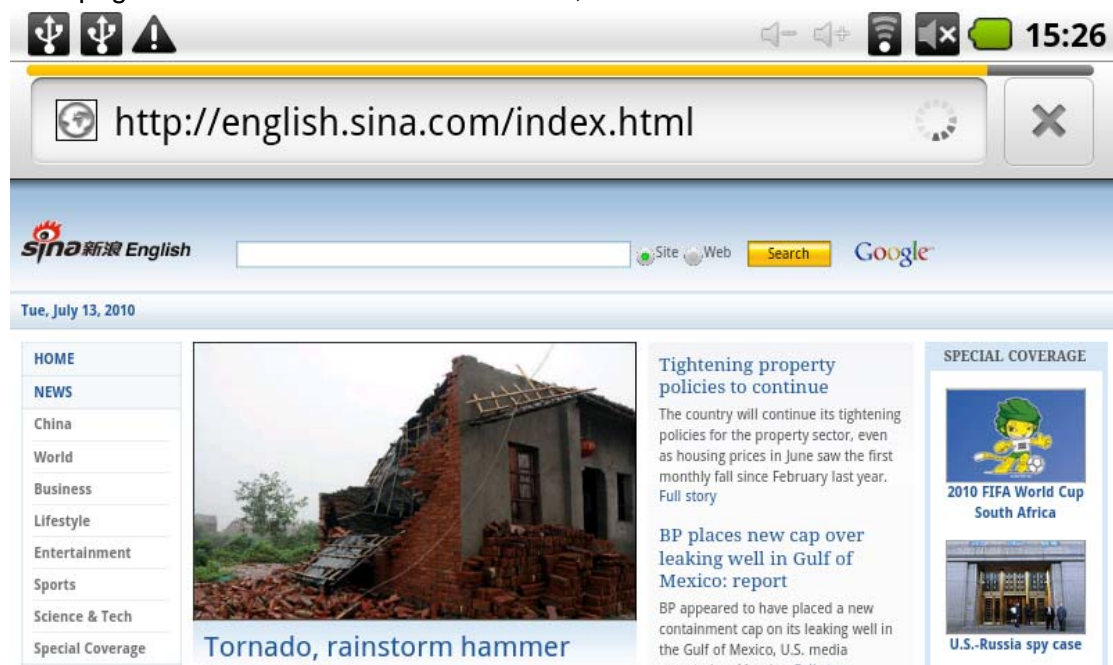 15:26
http://english.sina.com/index.html
sina新浪 English
Site
Web
Search
Google
Tue, July 13, 2010
HOME
NEWS
China
World
Business
Lifestyle
Entertainment
Sports
Science & Tech
Special Coverage
Tornado, rainstorm hammer
Tightening property
policies to continue
The country will continue its tightening
policies for the property sector, even
as housing prices in June saw the first
monthly fall since February last year.
Full story
BP places new cap over
leaking well in Gulf of
Mexico: report
BP appeared to have placed a new
containment cap on its leaking well in
the Gulf of Mexico, U.S. media
SPECIAL COVERAGE
2010 FIFA World Cup
South Africa
U.S.-Russia spy case